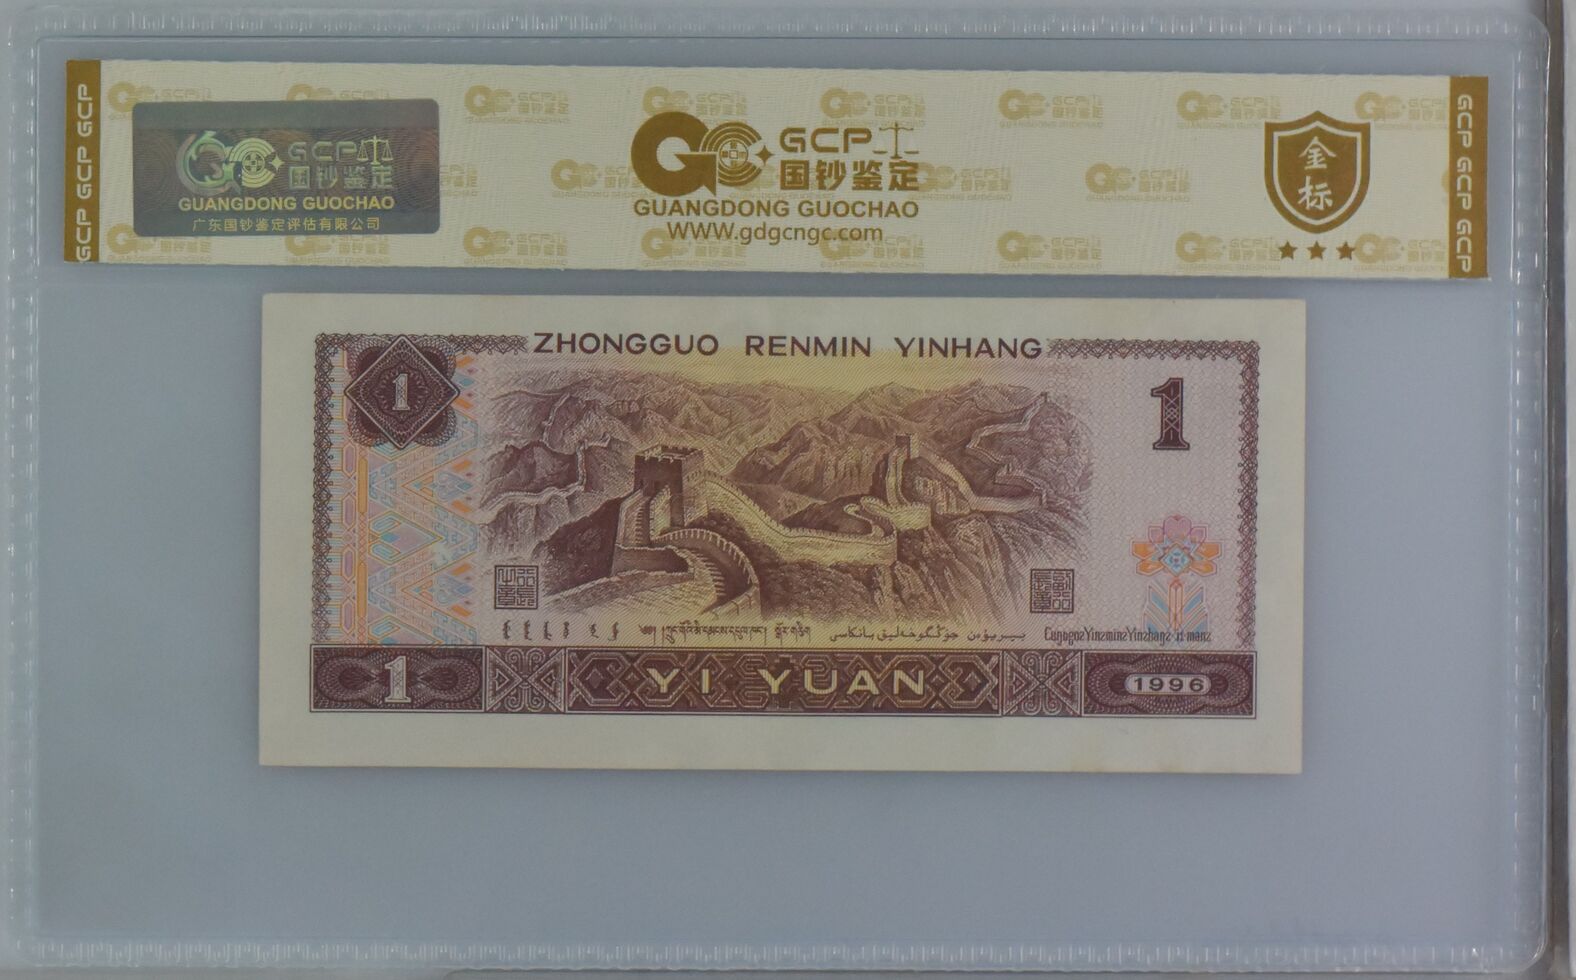 GCP GCP GCP
GCP
国钞鉴定
GUANGDONG GUOCHAO
广东国钞鉴定评估有限公司
GCP
国钞鉴定
GUANGDONG GUOCHAO
WWW.gdgcngc.com
金
标
GCP GCP GCP
ZHONGGUO RENMIN YINHANG
1
1
1
YI YUAN
1996